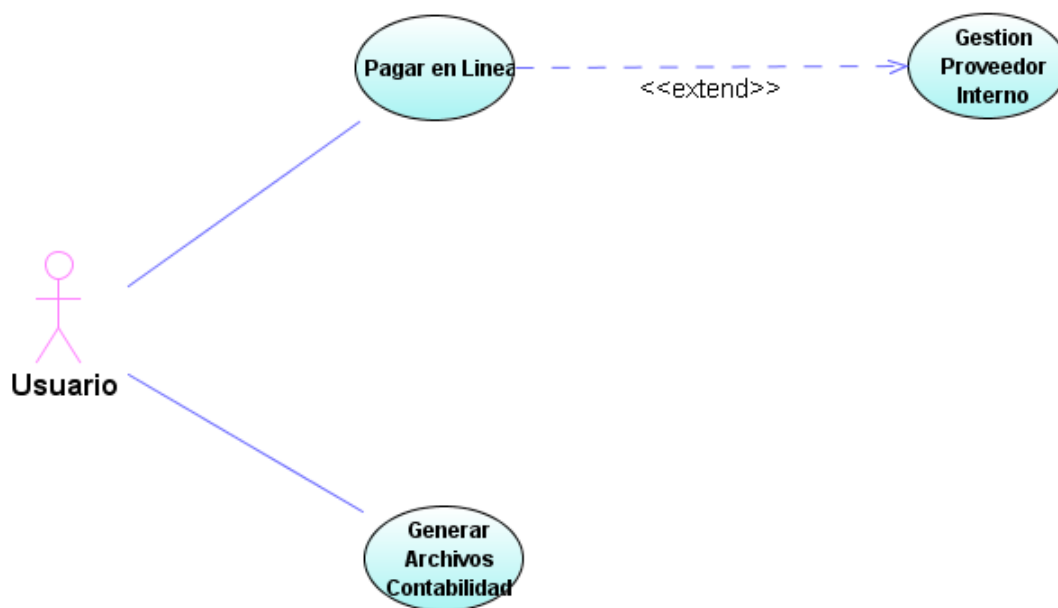 Pagar en Linea
<<extend>>
Gestion
Proveedor
Interno
Usuario
Generar
Archivos
Contabilidad